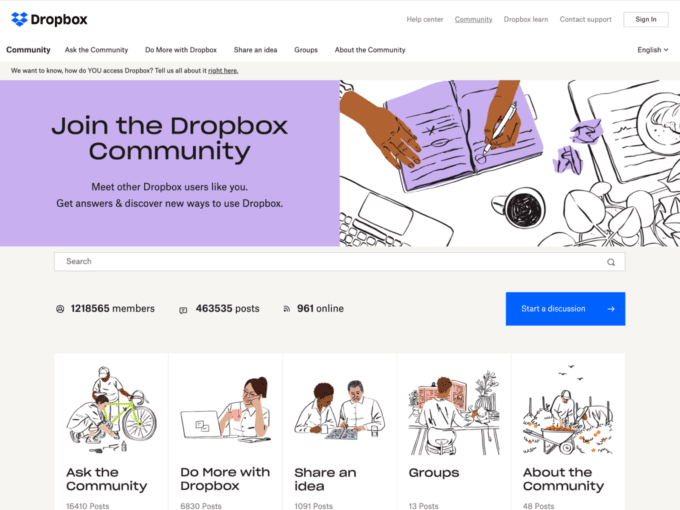 Dropbox
Help center Community Dropbox learn Contact support Sign In
Community Ask the Community Do More with Dropbox Share an idea Groups About the Community English
We want to know, how do YOU access Dropbox? Tell us all about it right here.
Join the Dropbox
Community
Meet other Dropbox users like you.
Get answers & discover new ways to use Dropbox.
Search
1218565 members 463535 posts 961 online
Start a discussion
Ask the
Community
16410 Posts
Do More with
Dropbox
6830 Posts
Share an
idea
1091 Posts
Groups
13 Posts
About the
Community
48 Posts